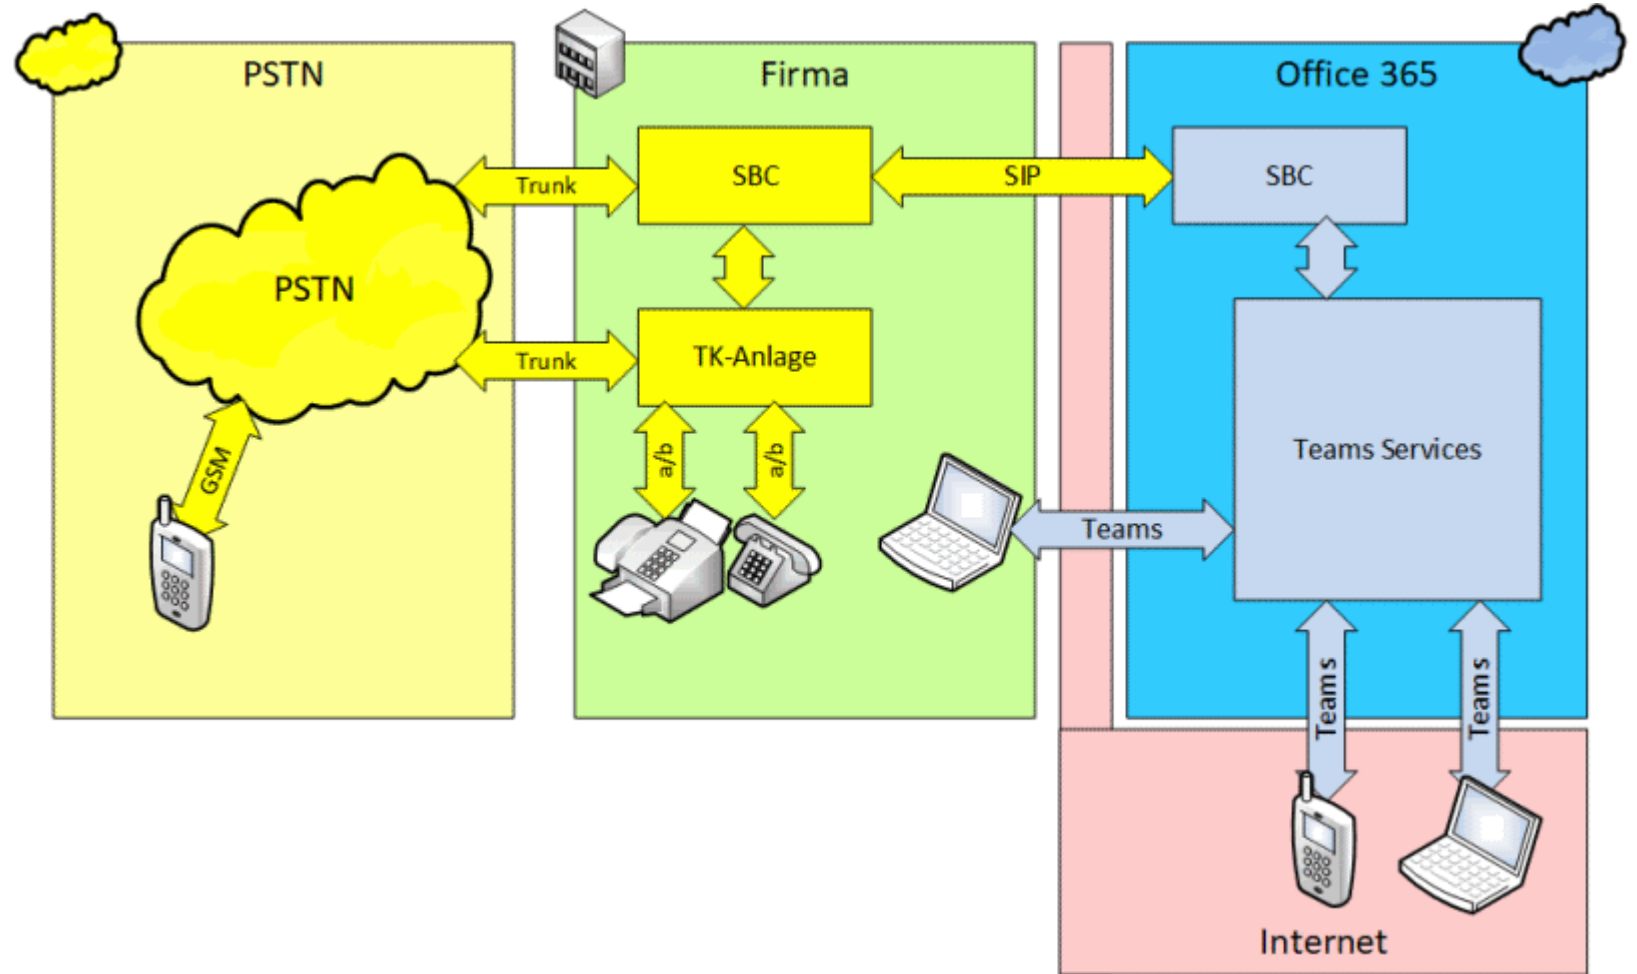 PSTN
Firma
Office 365
Trunk
SBC
SIP
SBC
PSTN
Trunk
TK-Anlage
GSM
a/b
a/b
Teams Services
Teams
Teams
Teams
Internet